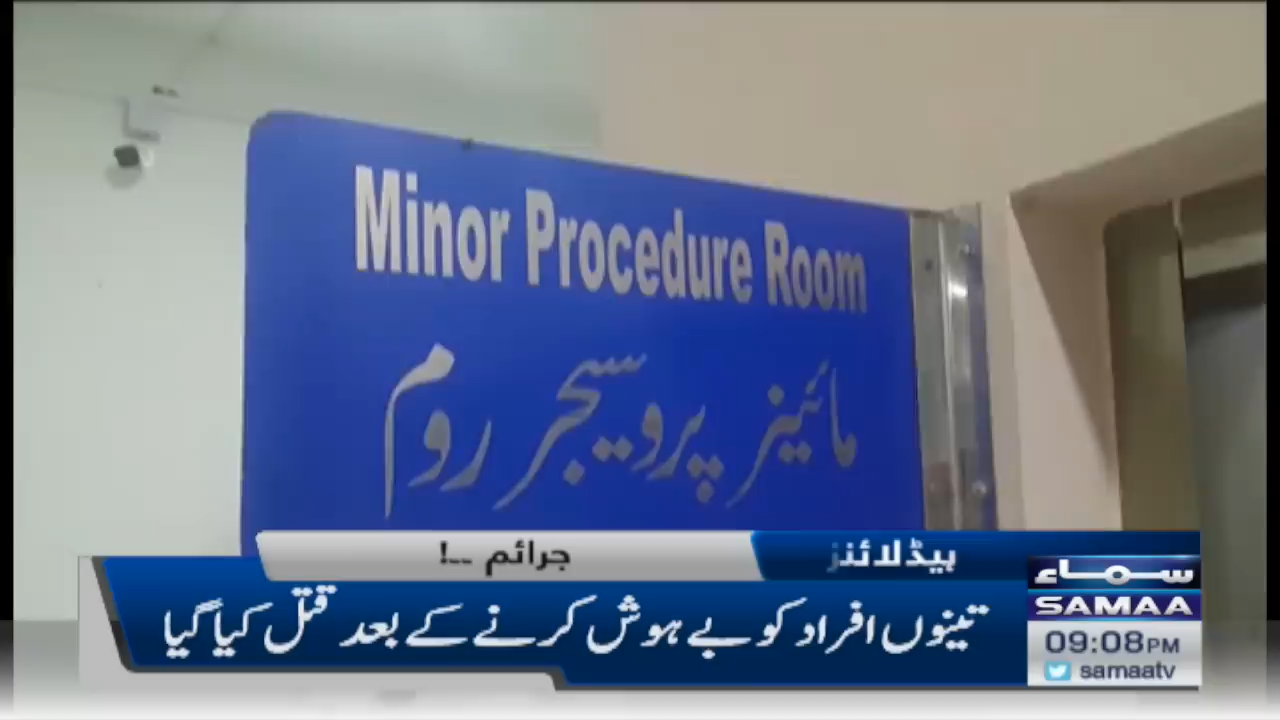 Minor Procedure Room
مائینر پروسیجر روم
ہیڈلائنز
جرائم ..!
تینوں افراد کو بے ہوش کرنے کے بعد قتل کیا گیا
سماء
SAMAA
09:08PM
samaatv